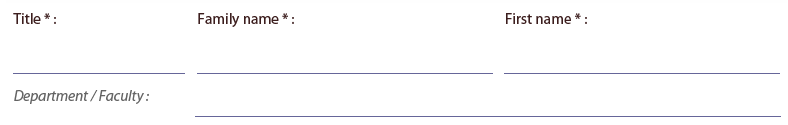 Title * : Family name * : First name * :
Department / Faculty :